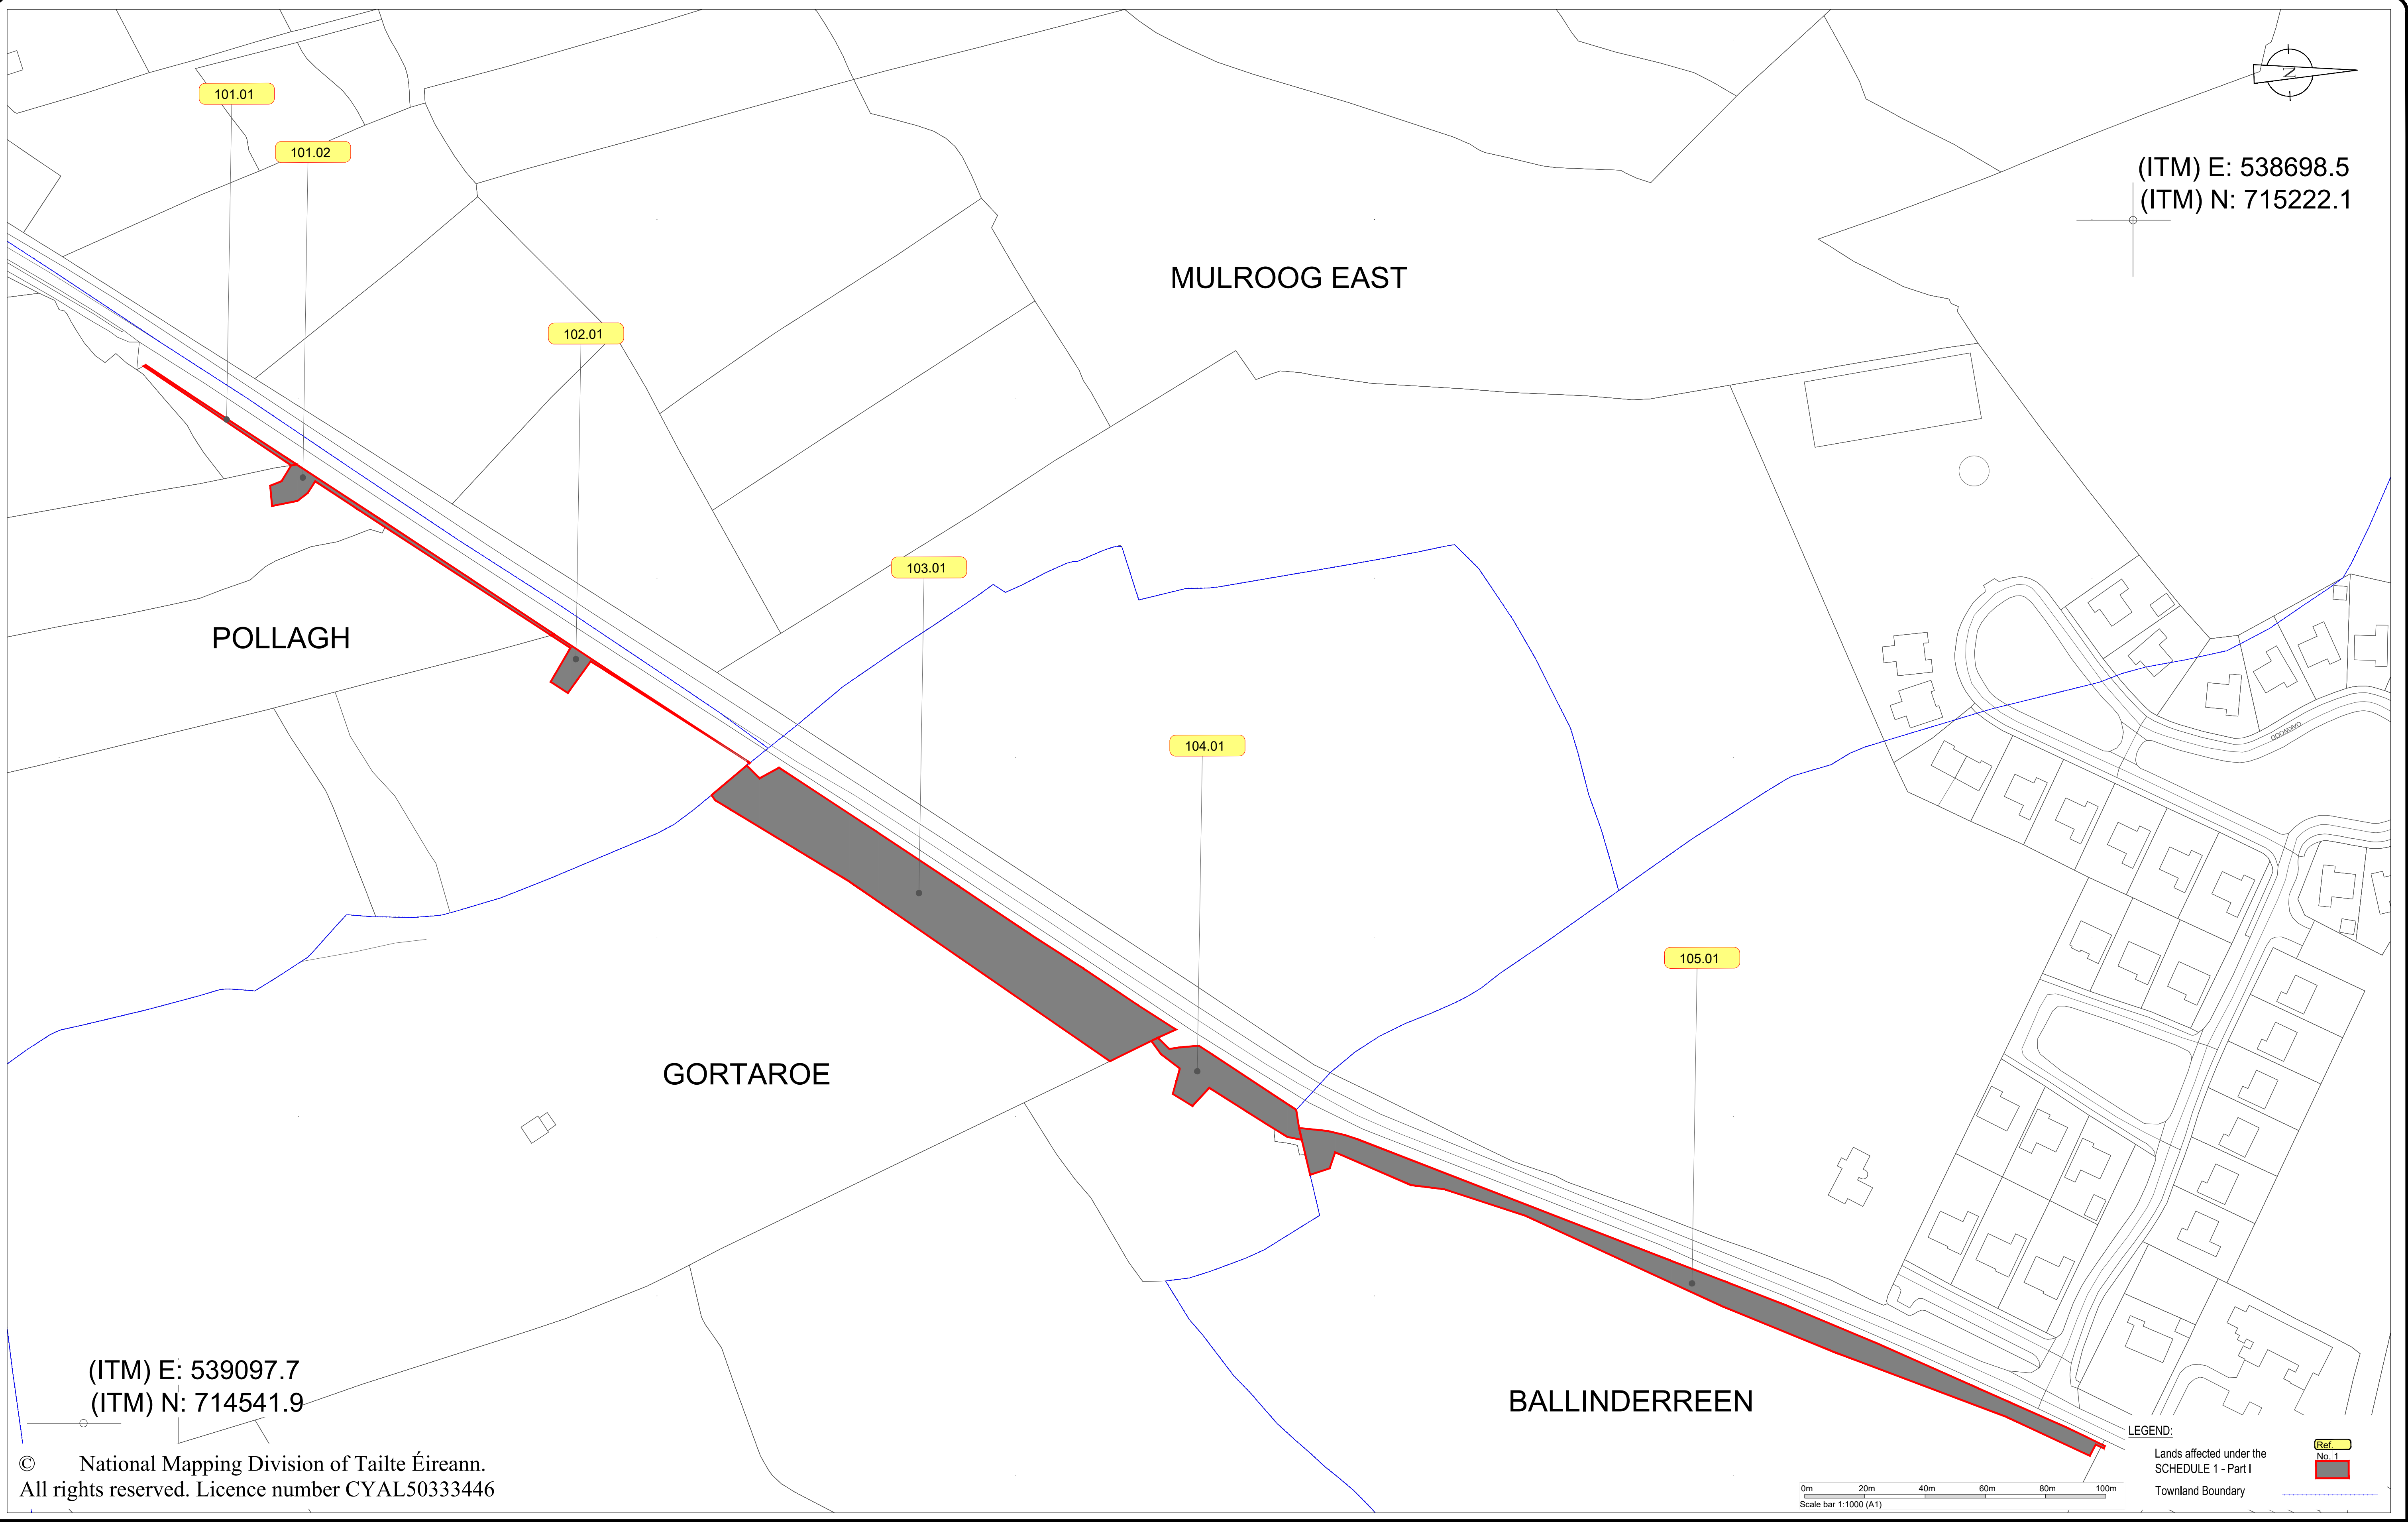 101.01
101.02
N
(ITM) E: 538698.5
(ITM) N: 715222.1
MULROOG EAST
102.01
103.01
POLLAGH
OAKWOOD
104.01
105.01
GORTAROE
(ITM) E: 539097.7
(ITM) N: 714541.9
BALLINDERREEN
© National Mapping Division of Tailte Éireann.
All rights reserved. Licence number CYAL50333446
0m 20m 40m 60m 80m 100m
Scale bar 1:1000 (A1)
LEGEND:
Lands affected under the
SCHEDULE 1 - Part I
Ref.
No. 1
Townland Boundary